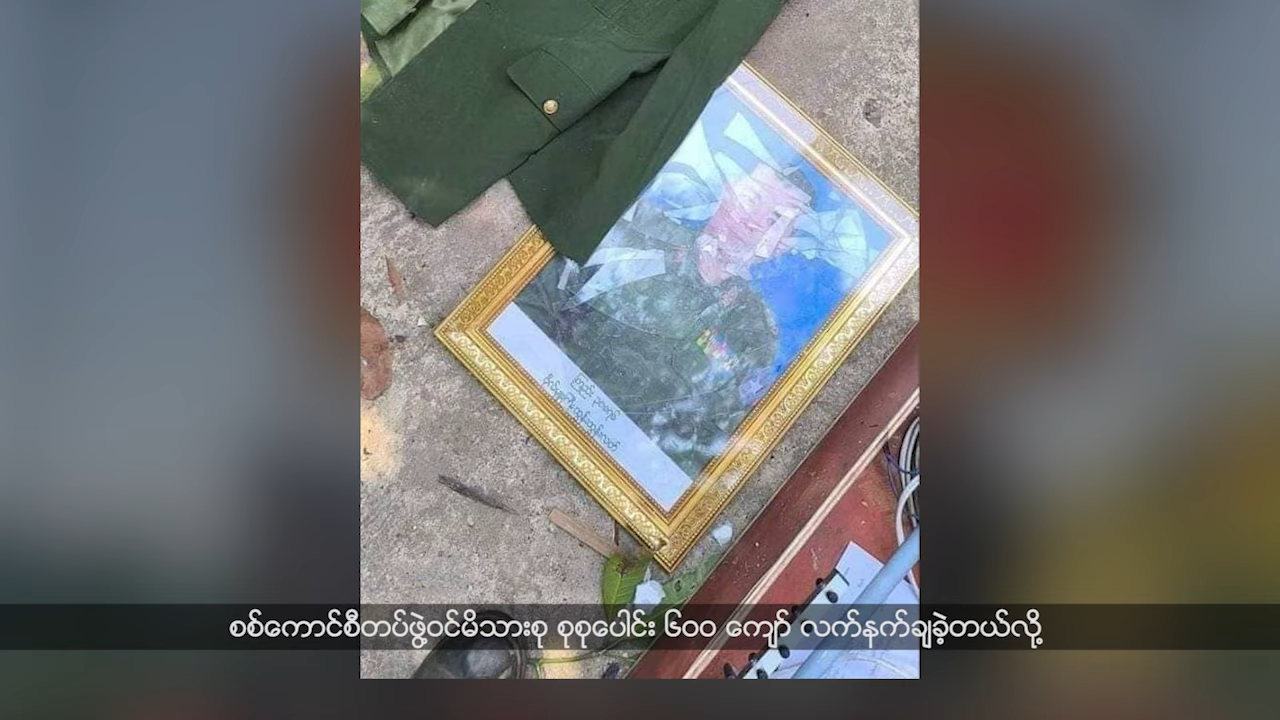 စစ်ကောင်စီတပ်ဖွဲ့ဝင်မိသားစု စုစုပေါင်း ၆၀၀ ကျော် လက်နက်ချခဲ့တယ်လို့